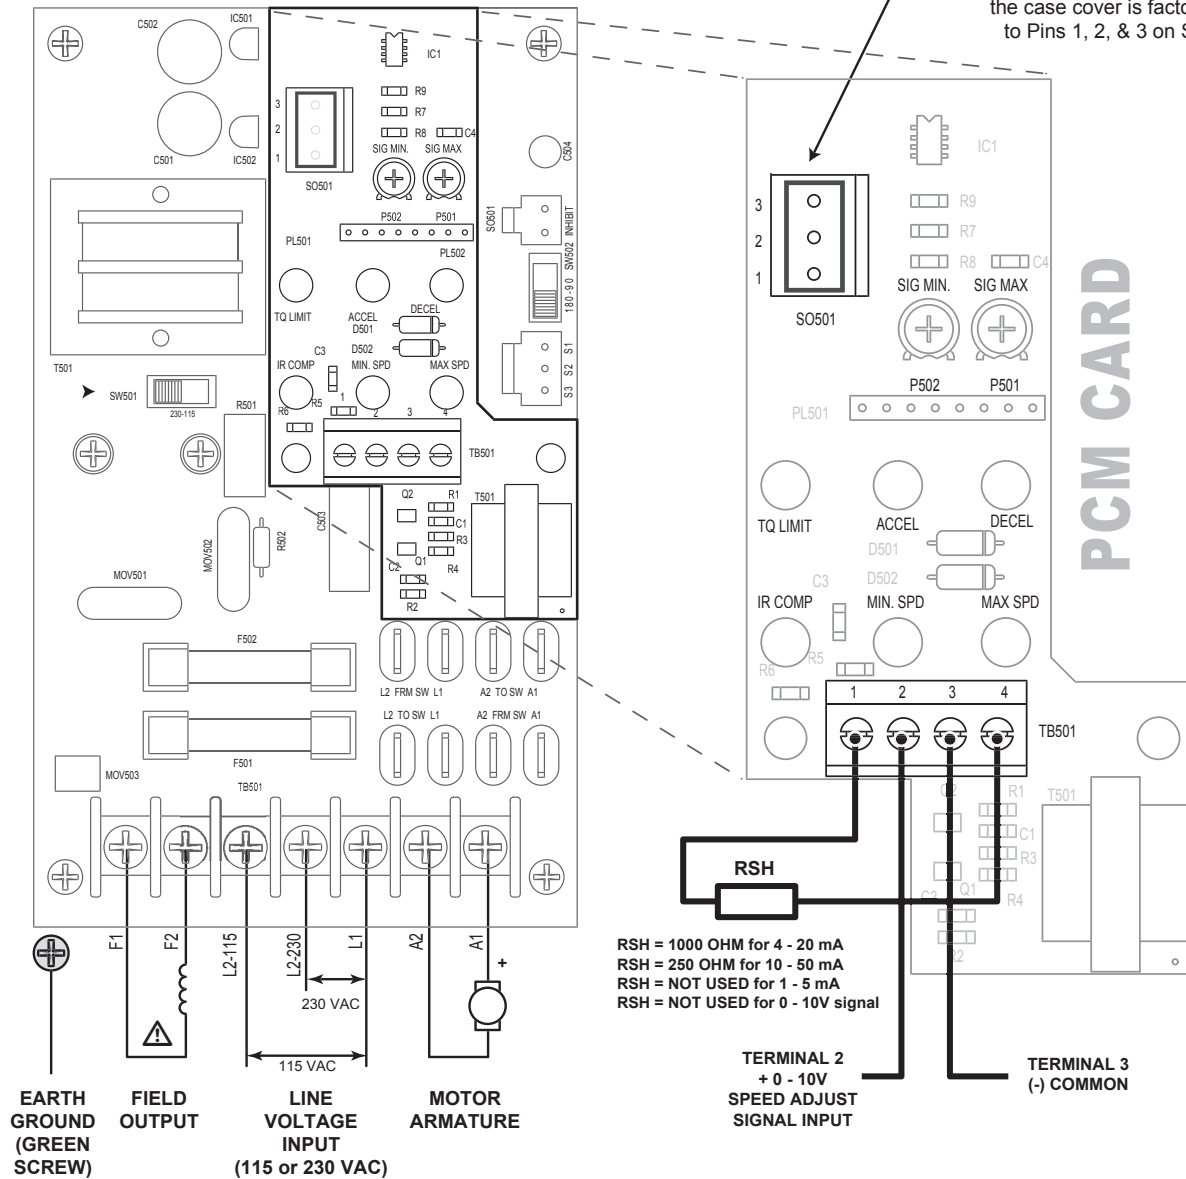 the case cover is facto
to Pins 1, 2, & 3 on S
C502
IC501
IC1
C501
IC502
3
2
1
SO501
R9
R7
R8
C4
SIG MIN.
SIG MAX
C504
P502
P501
PL501
PL502
SO501
INHIBIT
SW502
180-90
TQ LIMIT
ACCEL
DECEL
D501
D502
C3
IR COMP
MIN. SPD
MAX SPD
S1
S2
S3
T501
SW501
230-115
R501
R6
R5
1
2
3
4
TB501
Q2
R1
C1
R3
Q1
R4
C2
R2
T501
C503
R502
MOV502
MOV501
F502
L2 FRM SW L1
A2 TO SW A1
L2 TO SW L1
A2 FRM SW A1
F501
MOV503
TB501
F1
F2
L2-115
L2-230
L1
A2
A1
+
230 VAC
115 VAC
EARTH
GROUND
(GREEN
SCREW)
FIELD
OUTPUT
LINE
VOLTAGE
INPUT
(115 or 230 VAC)
MOTOR
ARMATURE
IC1
3
2
1
SO501
R9
R7
R8
C4
SIG MIN.
SIG MAX
P502
P501
PL501
PCM CARD
TQ LIMIT
ACCEL
DECEL
D501
D502
C3
IR COMP
MIN. SPD
MAX SPD
R6
R5
1
2
3
4
TB501
Q2
R1
T501
C1
R3
Q1
C2
R4
R2
RSH
RSH = 1000 OHM for 4 - 20 mA
RSH = 250 OHM for 10 - 50 mA
RSH = NOT USED for 1 - 5 mA
RSH = NOT USED for 0 - 10V signal
TERMINAL 2
+ 0 - 10V
SPEED ADJUST
SIGNAL INPUT
TERMINAL 3
(-) COMMON